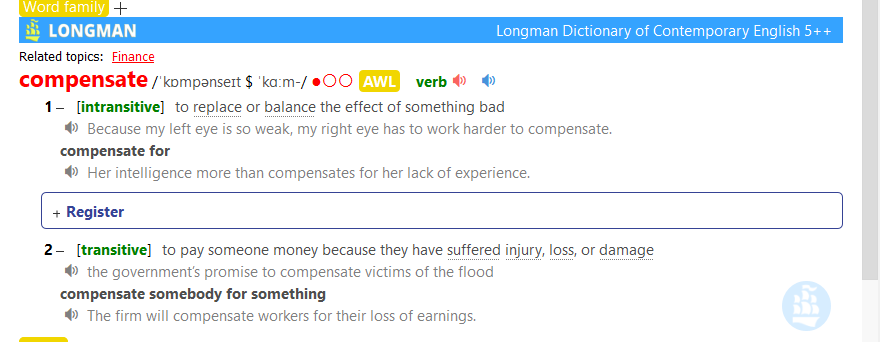 Word family +
LONGMAN Longman Dictionary of Contemporary English 5++
Related topics: Finance
compensate /ˈkɒmpənseɪt $ ˈkɑːm-/ ●○○ AWL verb
1 – [intransitive] to replace or balance the effect of something bad
Because my left eye is so weak, my right eye has to work harder to compensate.
compensate for
Her intelligence more than compensates for her lack of experience.
+ Register
2 – [transitive] to pay someone money because they have suffered injury, loss, or damage
the government’s promise to compensate victims of the flood
compensate somebody for something
The firm will compensate workers for their loss of earnings.